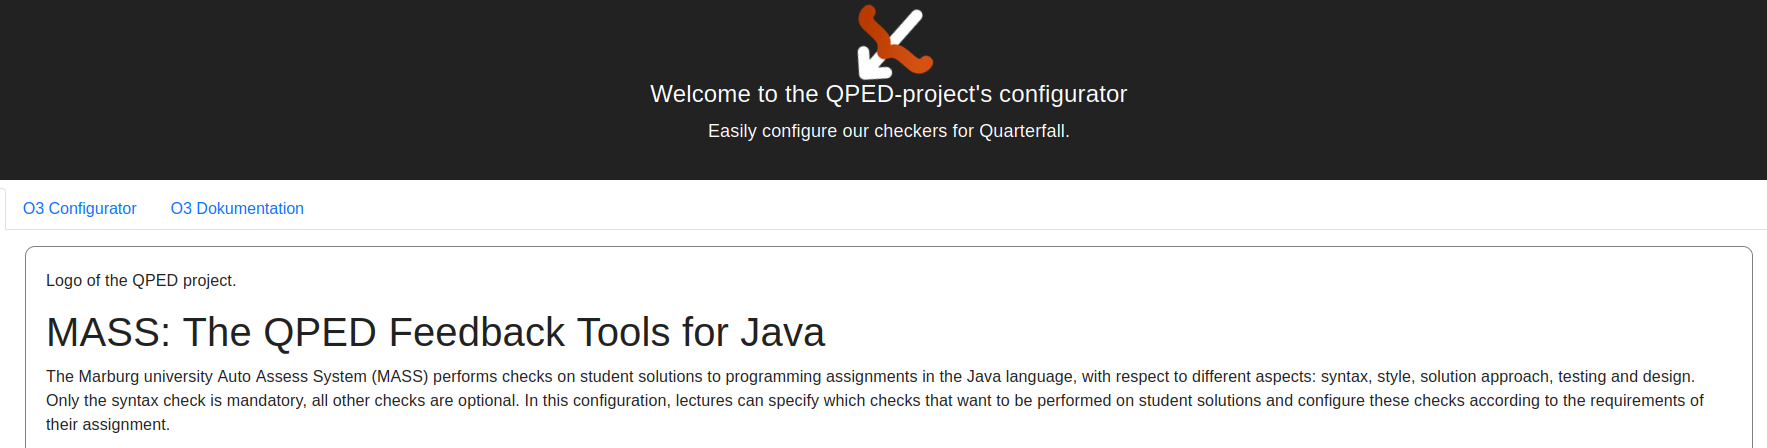 Welcome to the QPED-project's configurator
Easily configure our checkers for Quarterfall.
O3 Configurator O3 Dokumentation
Logo of the QPED project.
MASS: The QPED Feedback Tools for Java
The Marburg university Auto Assess System (MASS) performs checks on student solutions to programming assignments in the Java language, with respect to different aspects: syntax, style, solution approach, testing and design.
Only the syntax check is mandatory, all other checks are optional. In this configuration, lectures can specify which checks that want to be performed on student solutions and configure these checks according to the requirements of
their assignment.